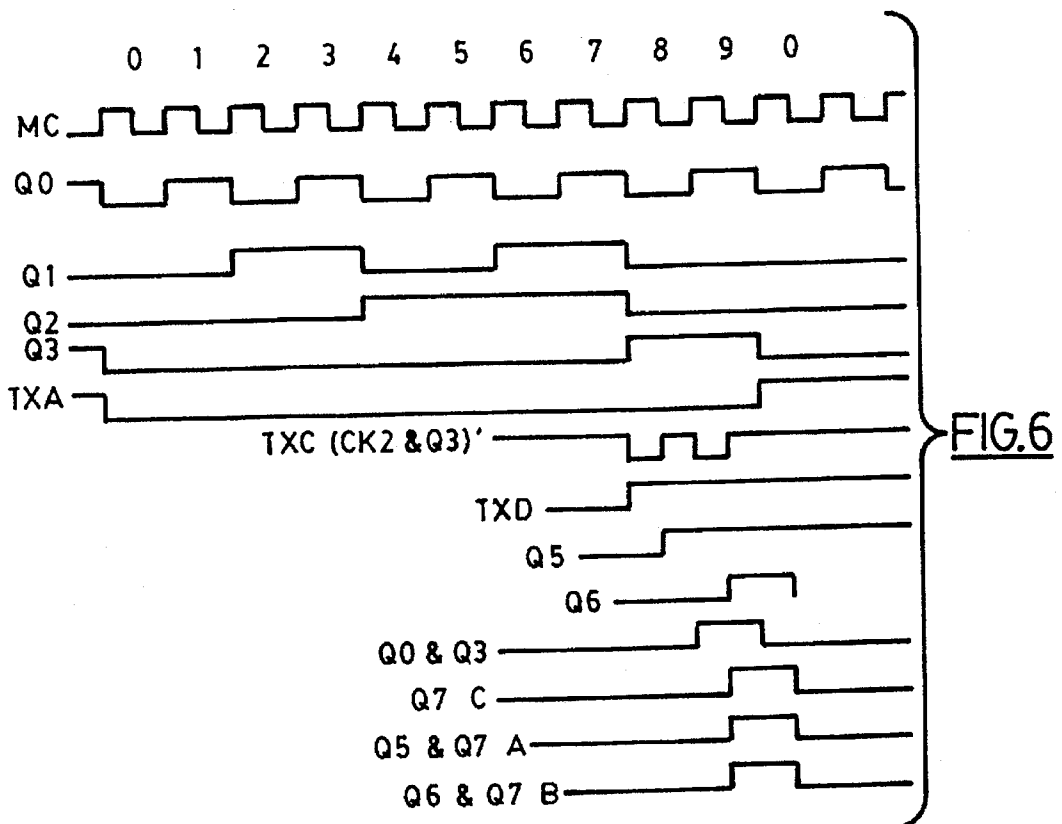 0 1 2 3 4 5 6 7 8 9 0
MC
Q0
Q1
Q2
Q3
TXA
TXC (CK2 & Q3)'
FIG.6
TXD
Q5
Q6
Q0 & Q3
Q7 C
Q5 & Q7 A
Q6 & Q7 B